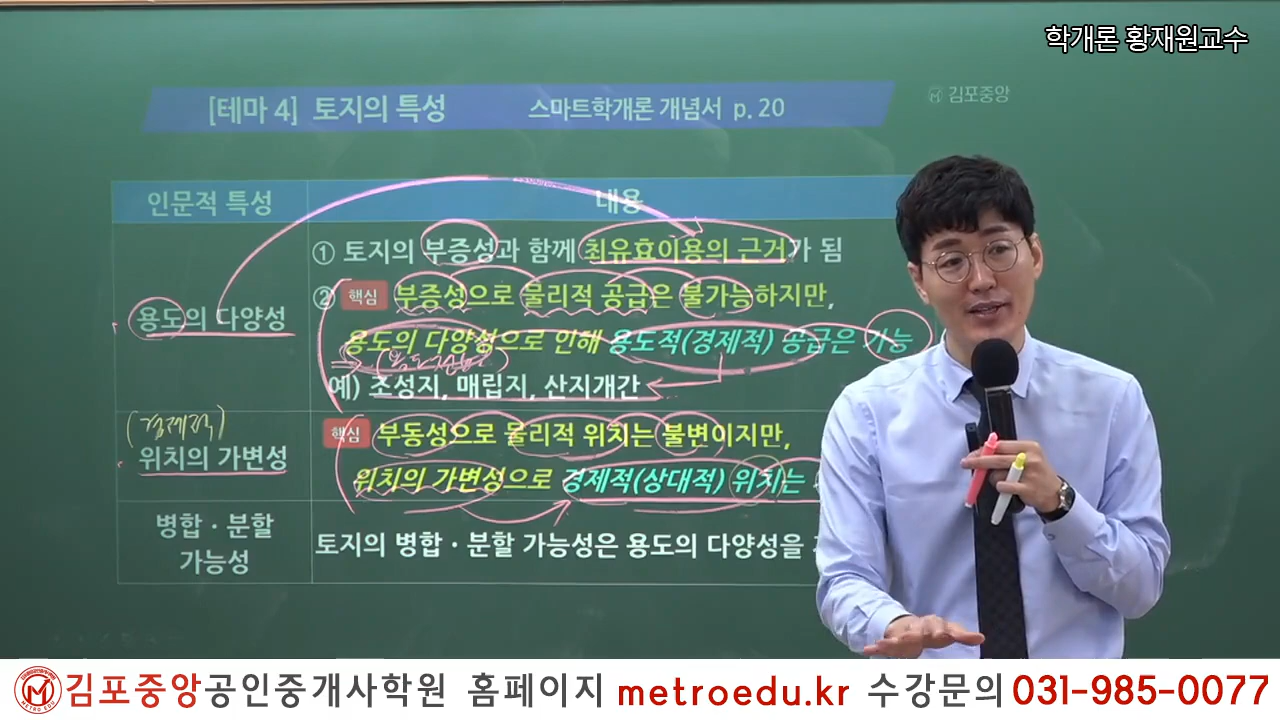 학개론 황재원교수
[테마 4] 토지의 특성 스마트학개론 개념서 p. 20
김포중앙
인문적 특성 내용
용도의 다양성
① 토지의 부증성과 함께 최유효이용의 근거가 됨
② 핵심 부증성으로 물리적 공급은 불가능하지만,
용도의 다양성으로 인해 용도적(경제적) 공급은 가능
예) 조성지, 매립지, 산지개간
(경제적)
위치의 가변성
핵심 부동성으로 물리적 위치는 불변이지만,
위치의 가변성으로 경제적(상대적) 위치는
병합 · 분할
가능성
토지의 병합 · 분할 가능성은 용도의 다양성을
METRO EDU
김포중앙공인중개사학원 홈페이지 metroedu.kr 수강문의 031-985-0077